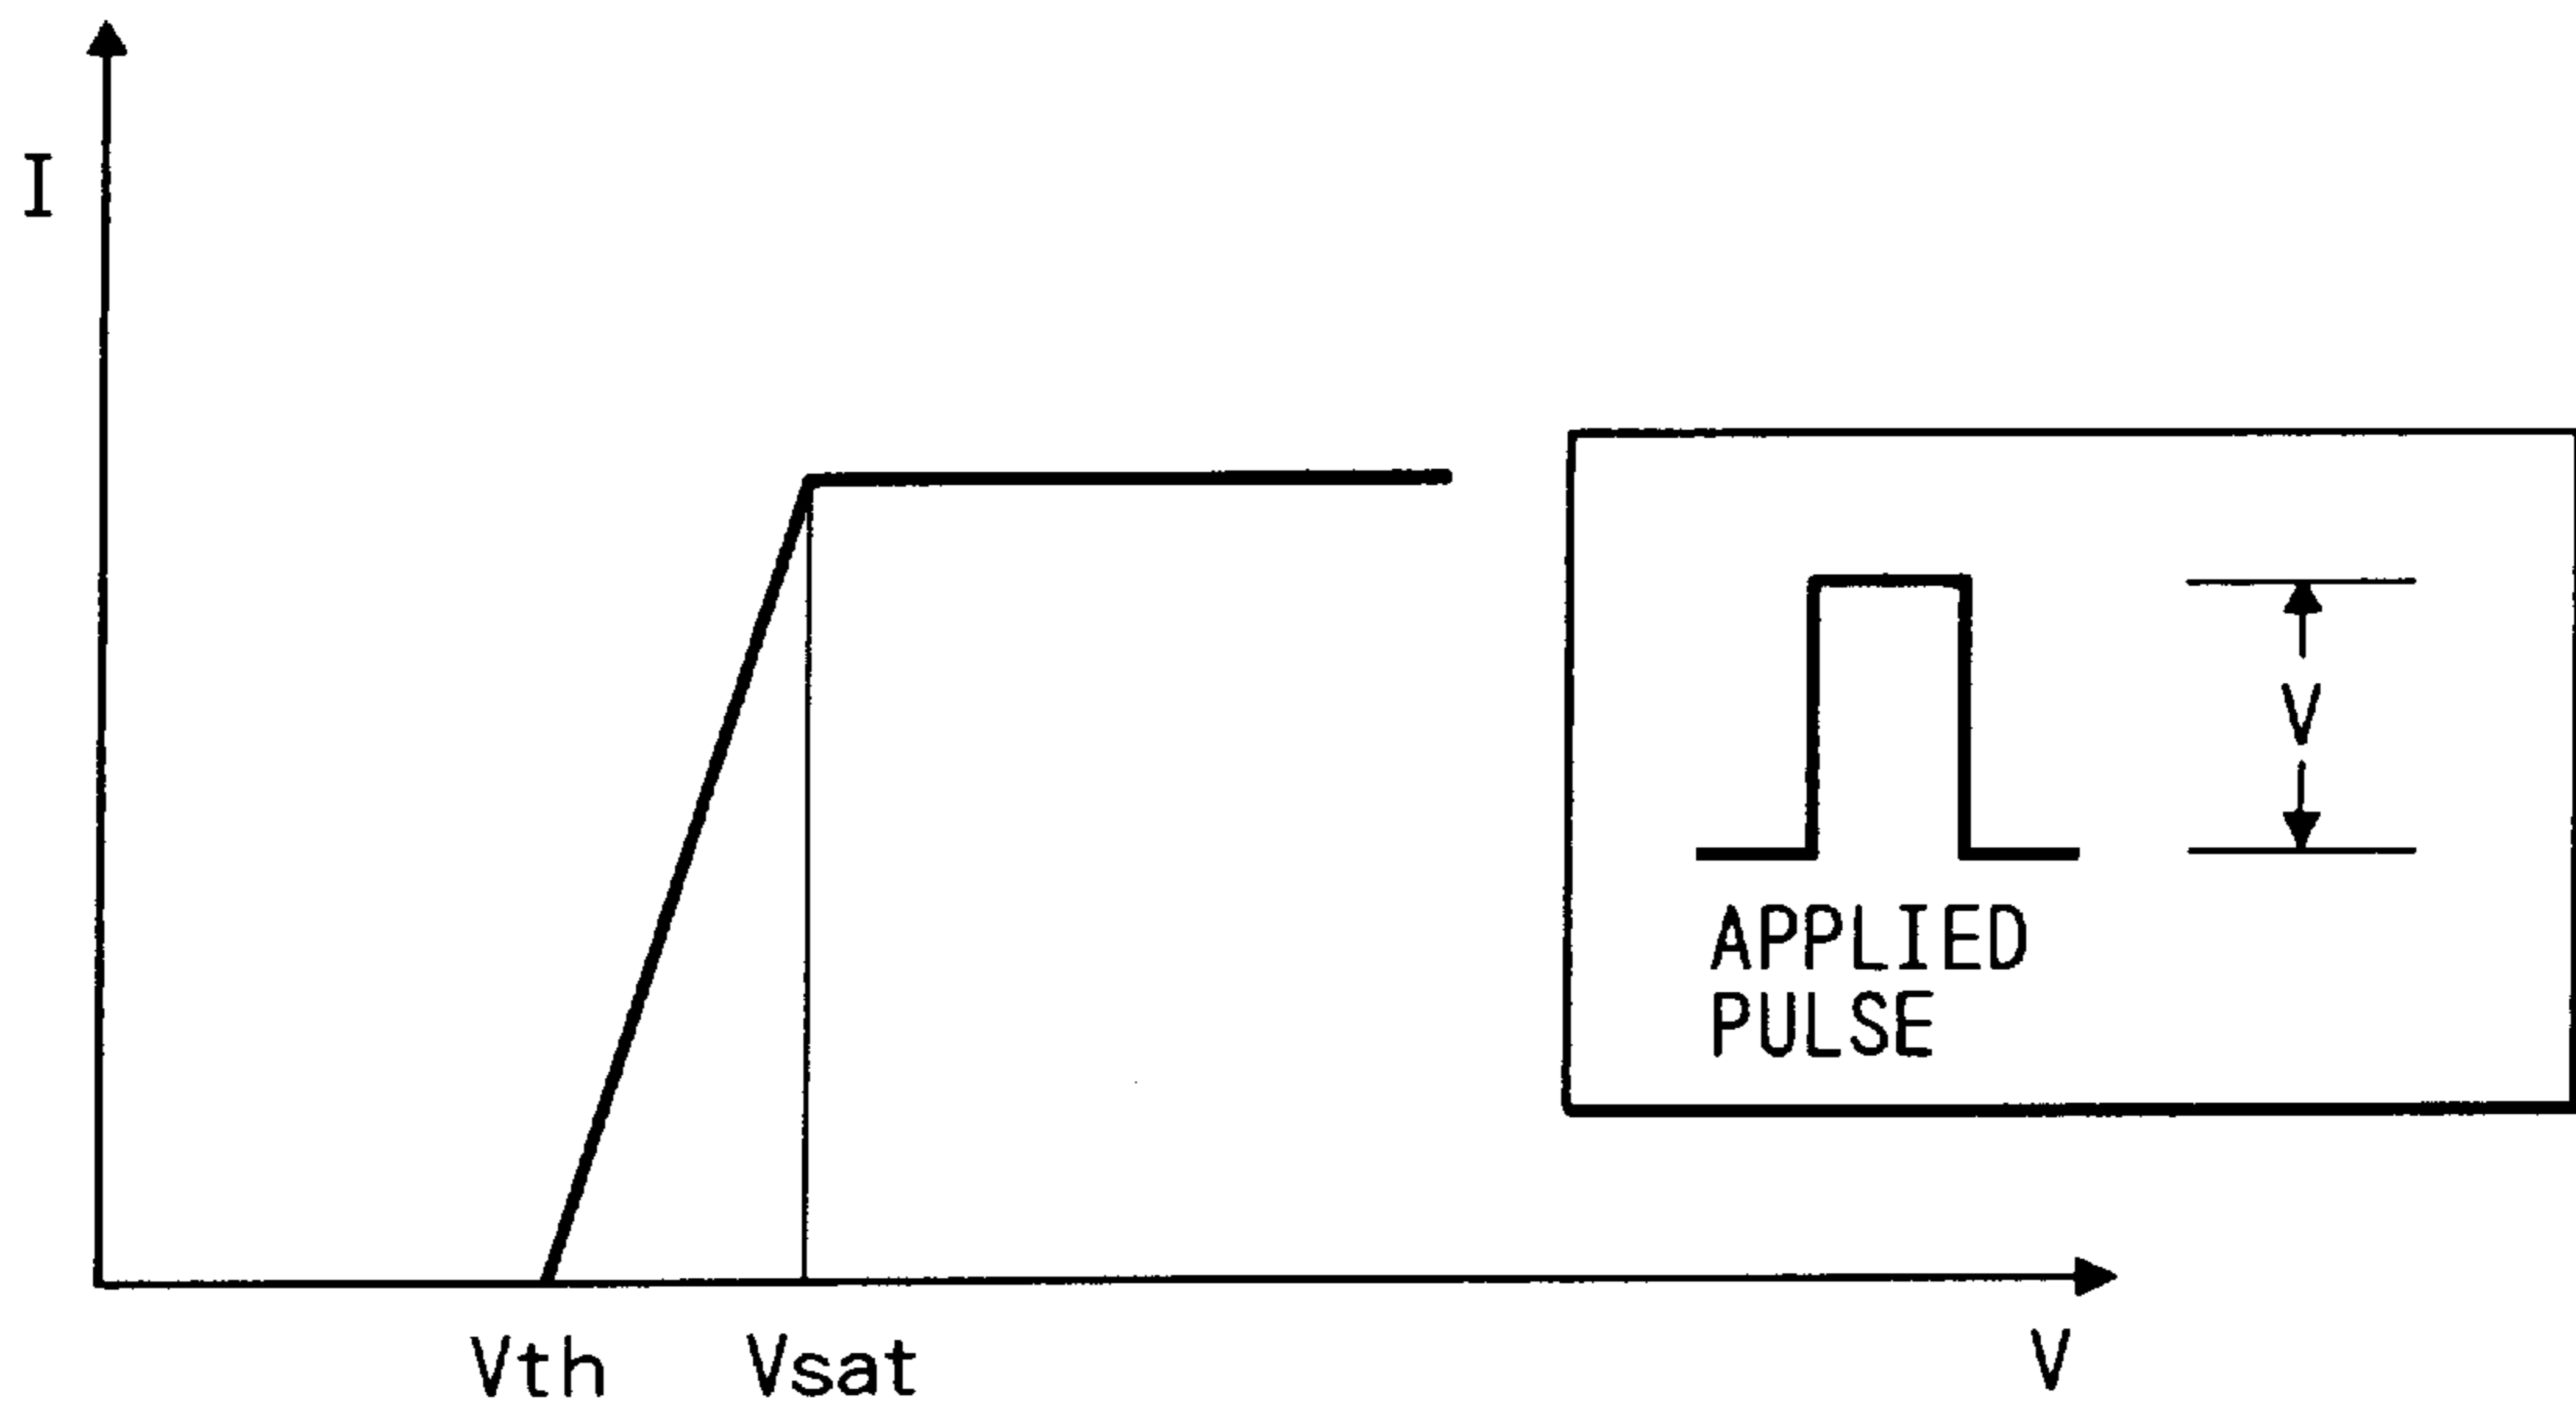 I
V
APPLIED
PULSE
Vth
Vsat
V